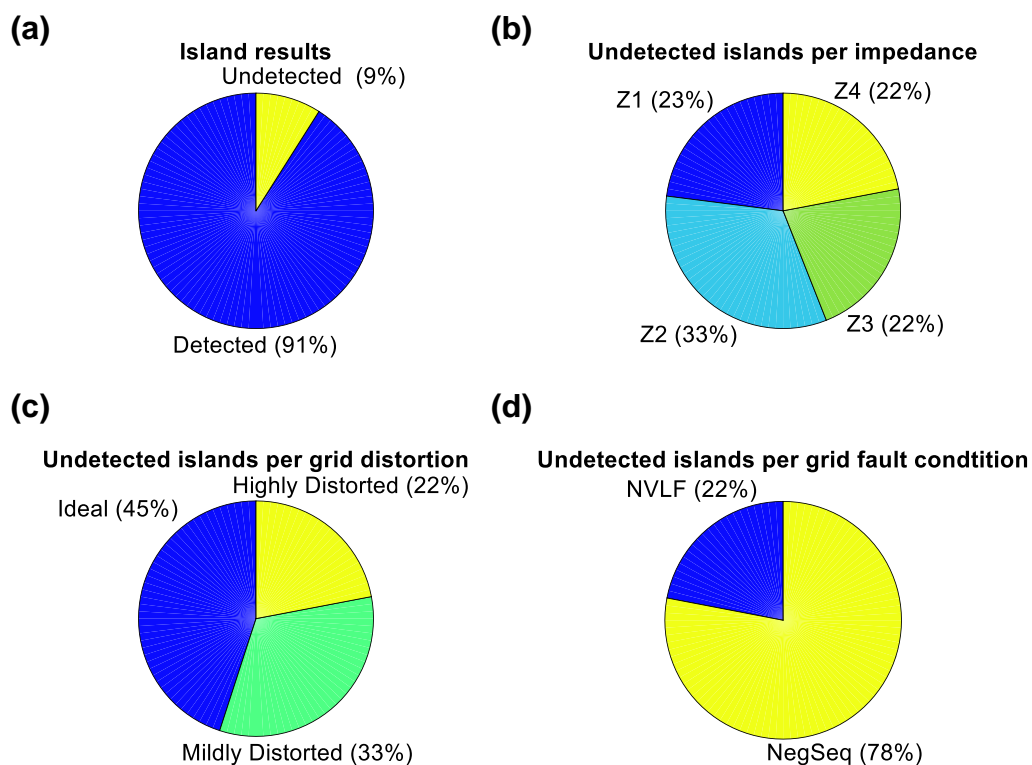 (a)
Island results
Undetected (9%)
Detected (91%)
(b)
Undetected islands per impedance
Z1 (23%)
Z4 (22%)
Z2 (33%)
Z3 (22%)
(c)
Undetected islands per grid distortion
Highly Distorted (22%)
Ideal (45%)
Mildly Distorted (33%)
(d)
Undetected islands per grid fault condtition
NVLF (22%)
NegSeq (78%)